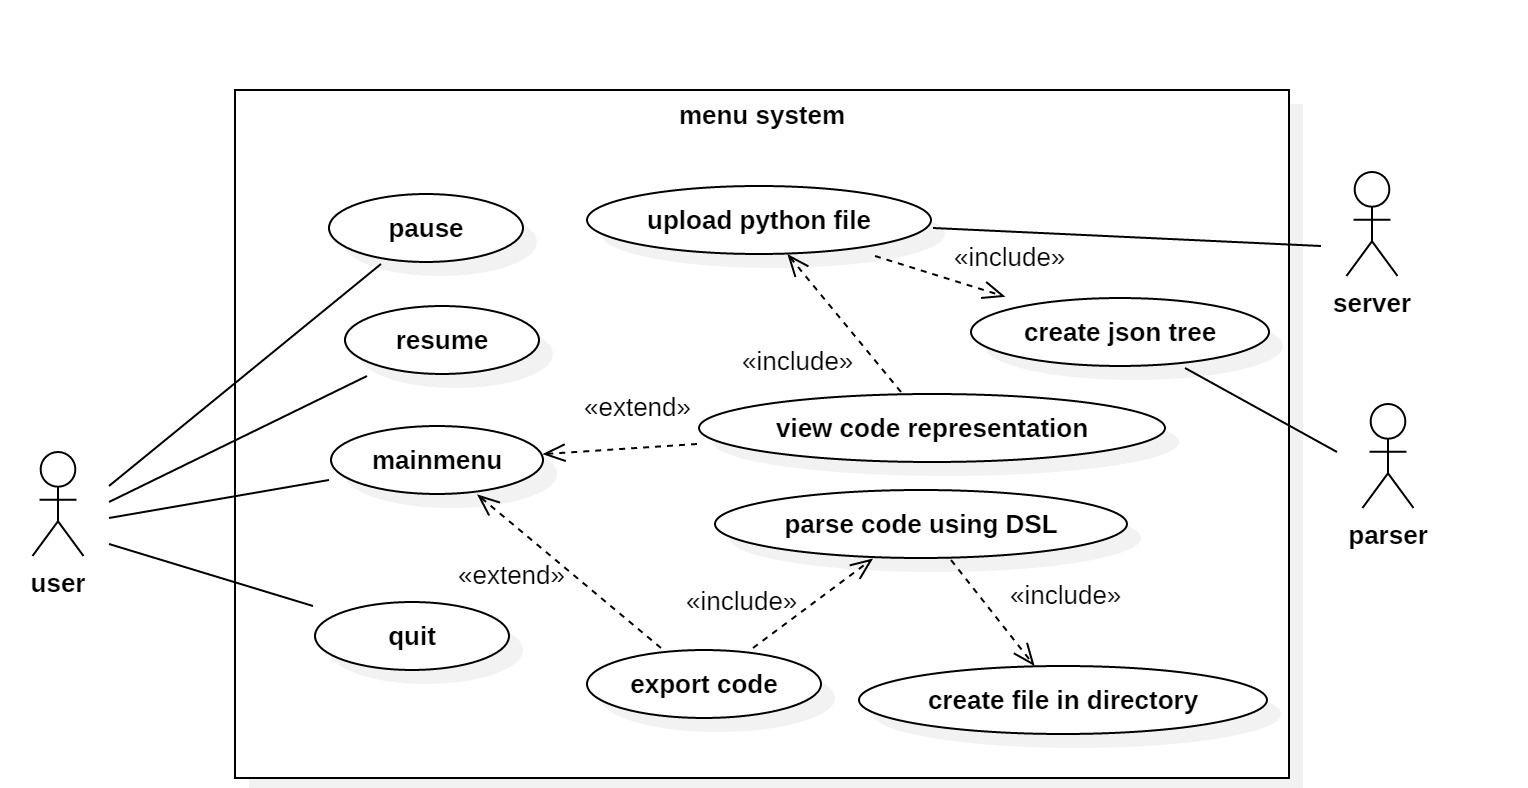 menu system
pause
upload python file
«include»
server
resume
create json tree
«include»
«extend»
view code representation
mainmenu
parse code using DSL
parser
user
«extend»
«include»
«include»
quit
export code
create file in directory